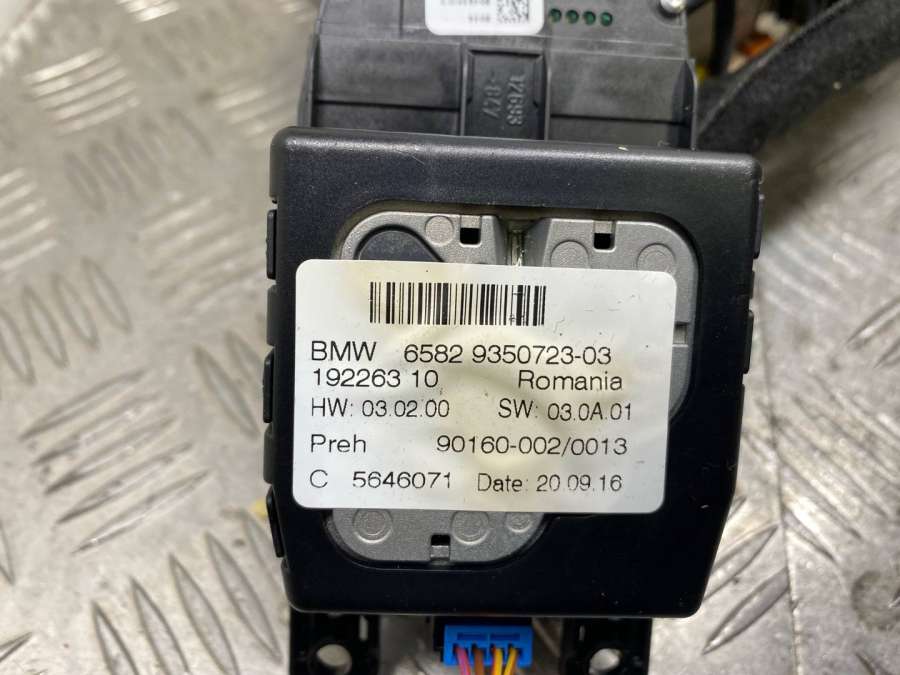 BMW 6582 9350723-03
192263 10 Romania
HW: 03.02.00 SW: 03.0A.01
Preh 90160-002/0013
C 5646071 Date: 20.09.16